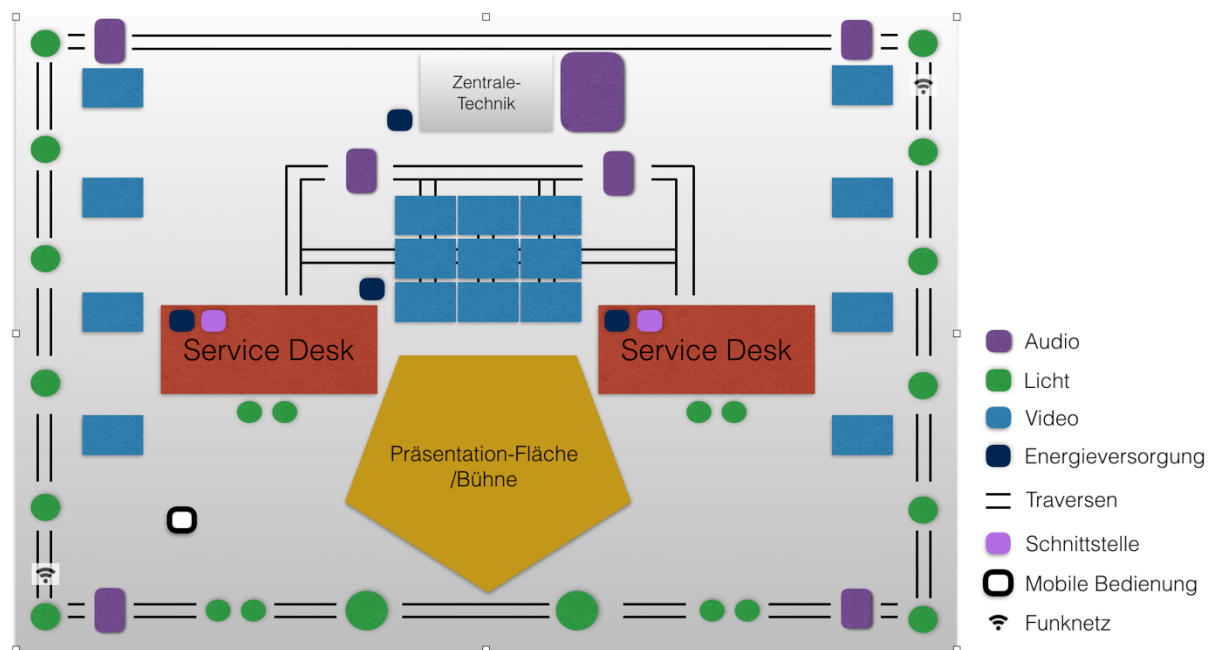 Zentrale-
Technik
Service Desk
Service Desk
Präsentation-Fläche
/Bühne
Audio
Licht
Video
Energieversorgung
Traversen
Schnittstelle
Mobile Bedienung
Funknetz